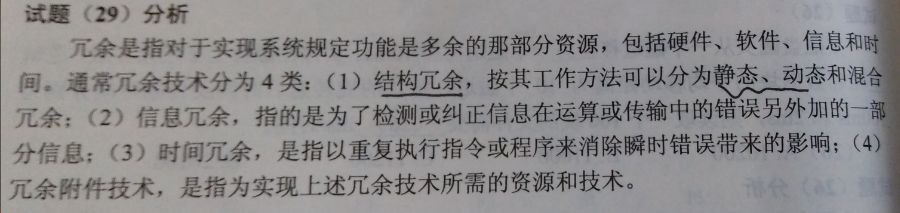 试题（29）分析
冗余是指对于实现系统规定功能是多余的那部分资源，包括硬件、软件、信息和时
间。通常冗余技术分为 4 类：（1）结构冗余，按其工作方法可以分为静态、动态和混合
冗余；（2）信息冗余，指的是为了检测或纠正信息在运算或传输中的错误另外加的一部
分信息；（3）时间冗余，是指以重复执行指令或程序来消除瞬时错误带来的影响；（4）
冗余附件技术，是指为实现上述冗余技术所需的资源和技术。